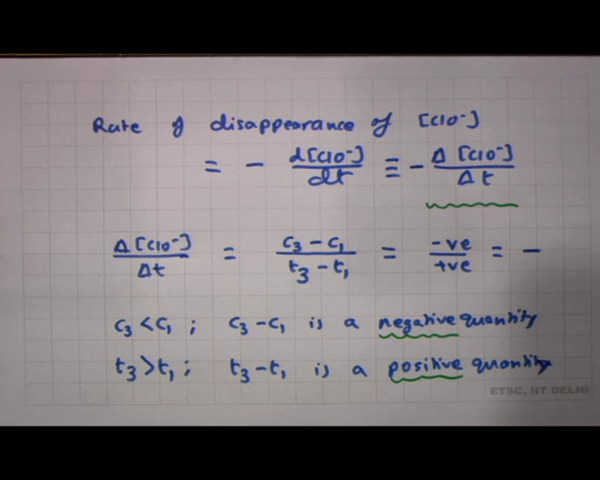 Rate of disappearance of [ClO⁻]
= - d[ClO⁻]/dt ≡ - Δ[ClO⁻]/Δt
Δ[ClO⁻]/Δt = c₃-c₁/t₃-t₁ = -ve/+ve = -
c₃<c₁; c₃-c₁ is a negative quantity
t₃>t₁; t₃-t₁ is a positive quantity
ETSC, IIT DELHI